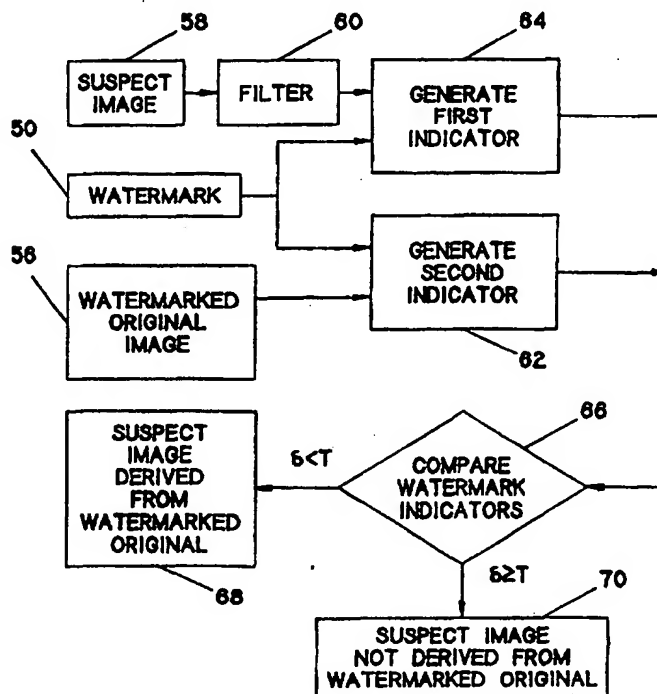 58
60
64
SUSPECT
IMAGE
FILTER
GENERATE
FIRST
INDICATOR
50
WATERMARK
56
WATERMARKED
ORIGINAL
IMAGE
GENERATE
SECOND
INDICATOR
62
66
SUSPECT
IMAGE
DERIVED
FROM
WATERMARKED
ORIGINAL
δ<T
COMPARE
WATERMARK
INDICATORS
68
δ≥T
70
SUSPECT IMAGE
NOT DERIVED FROM
WATERMARKED ORIGINAL